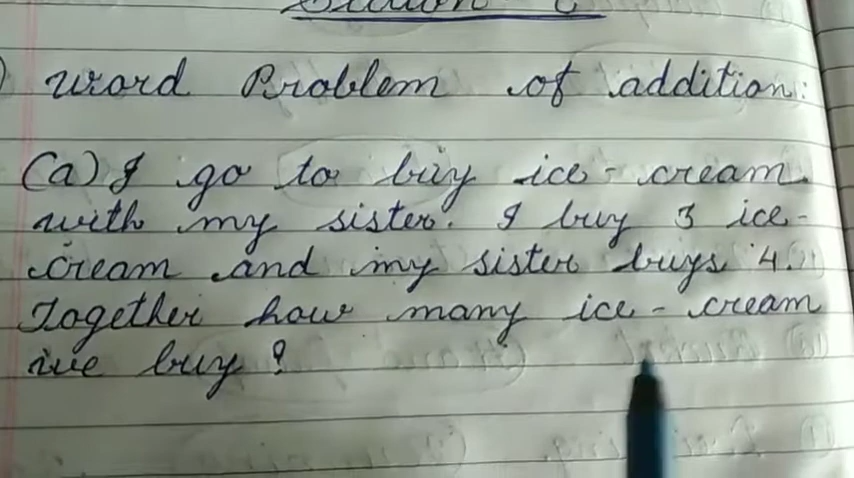 Section C
) Word Problem of addition:
(a) I go to buy ice-cream
with my sister. I buy 3 ice-
cream and my sister buys 4.
Together how many ice-cream
we buy?